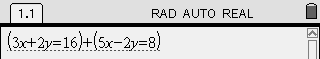 1.1 RAD AUTO REAL
(3x+2y=16)+(5x-2y=8)